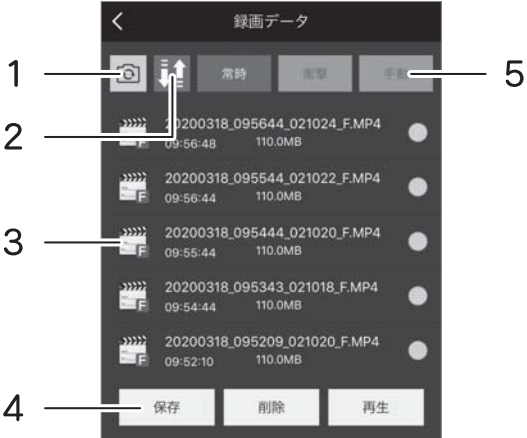 録画データ
1
常時 衝撃 手動
5
2
20200318_095644_021024_F.MP4
09:56:48 110.0MB
F
20200318_095544_021022_F.MP4
09:56:44 110.0MB
F
3
20200318_095444_021020_F.MP4
09:55:44 110.0MB
F
20200318_095343_021018_F.MP4
09:54:44 110.0MB
F
20200318_095209_021020_F.MP4
09:52:10 110.0MB
F
4
保存 削除 再生